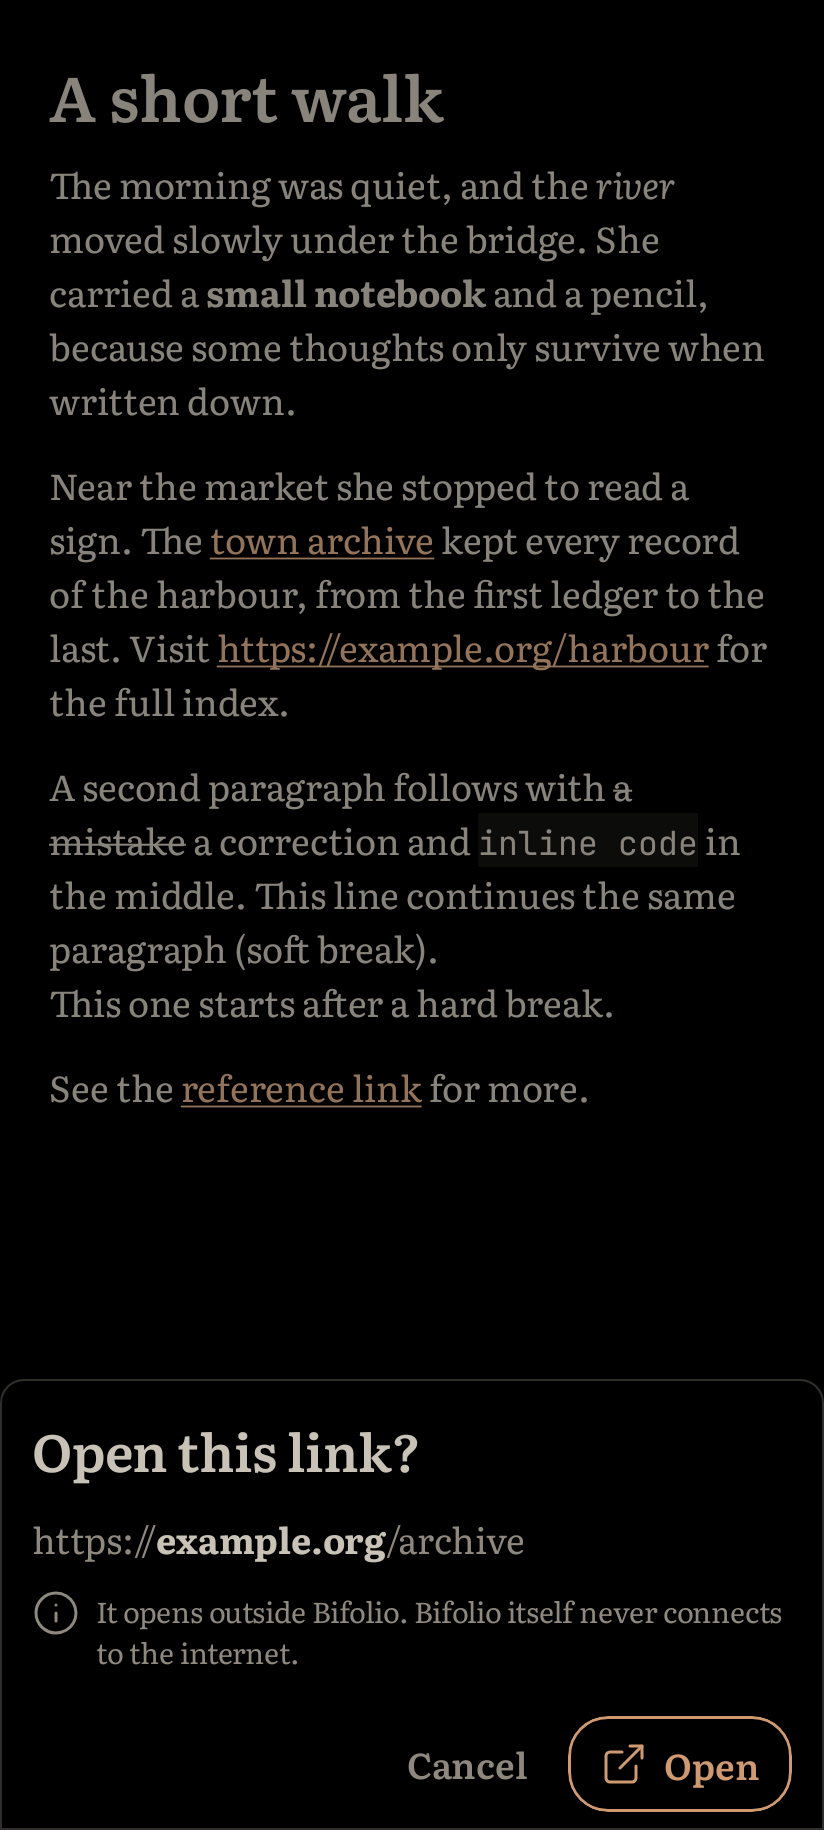 A short walk
The morning was quiet, and the river
moved slowly under the bridge. She
carried a small notebook and a pencil,
because some thoughts only survive when
written down.
Near the market she stopped to read a
sign. The town archive kept every record
of the harbour, from the first ledger to the
last. Visit https://example.org/harbour for
the full index.
A second paragraph follows with a
mistake a correction and inline code in
the middle. This line continues the same
paragraph (soft break).
This one starts after a hard break.
See the reference link for more.
Open this link?
https://example.org/archive
It opens outside Bifolio. Bifolio itself never connects
to the internet.
Cancel Open